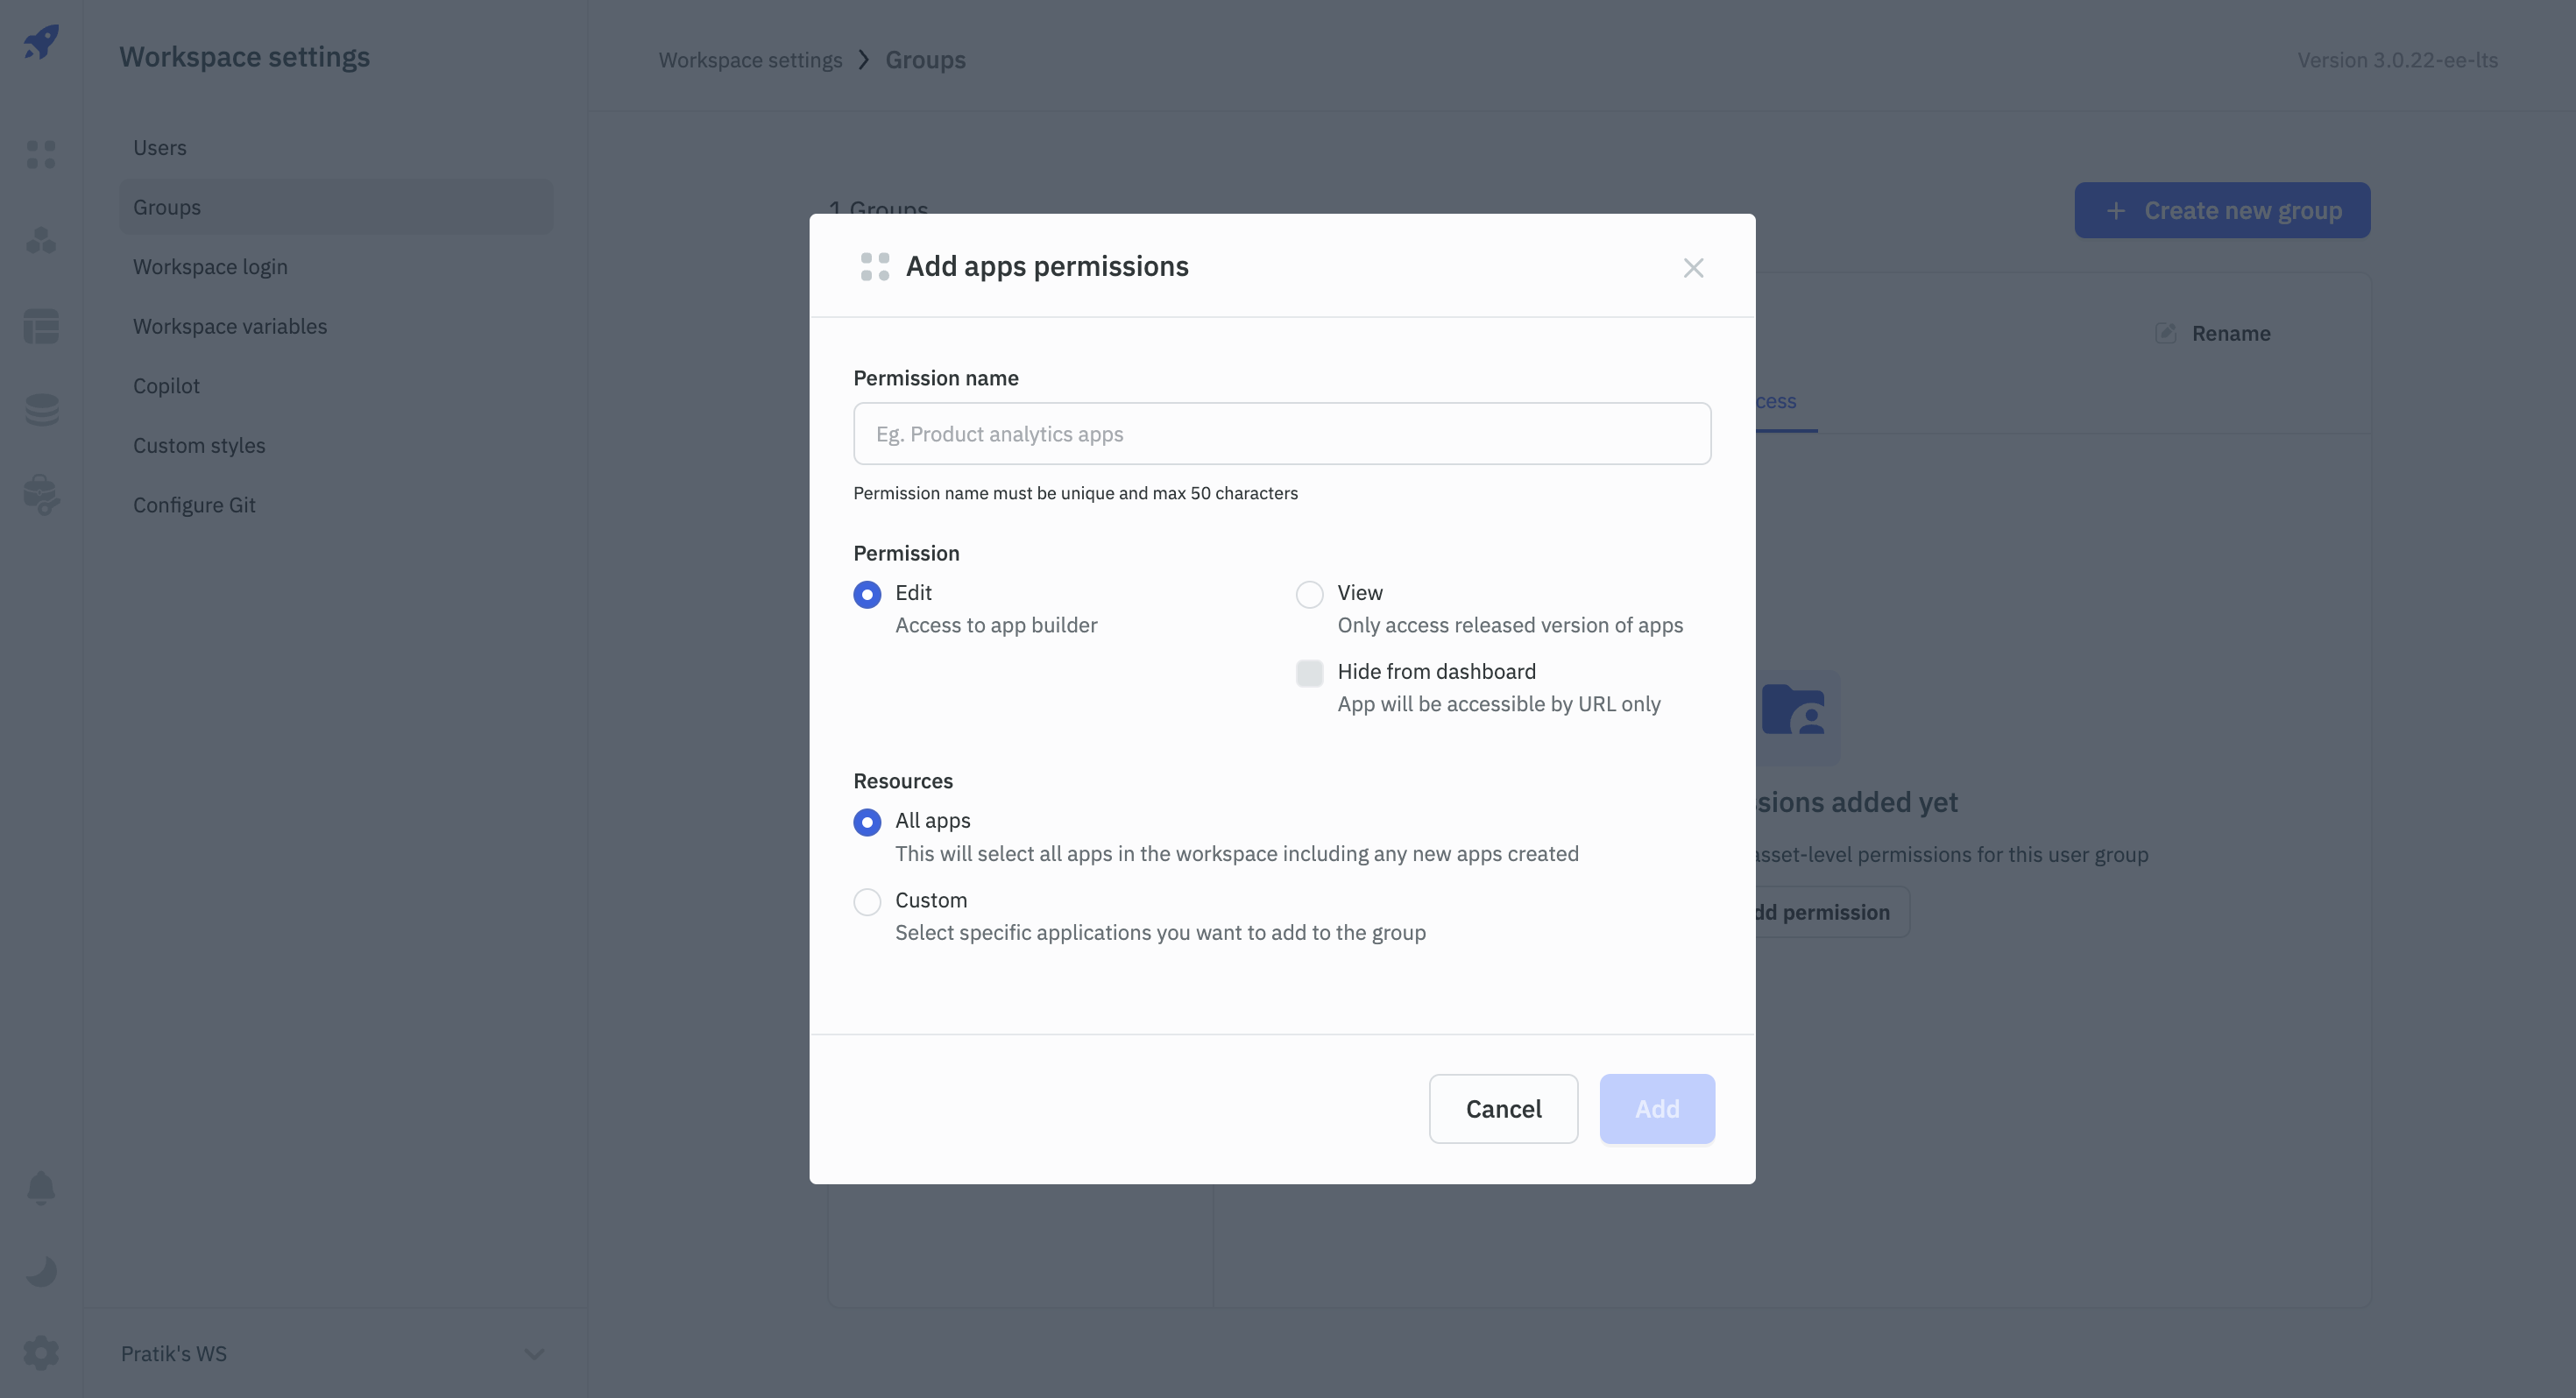 Workspace settings
Users
Groups
Workspace login
Workspace variables
Copilot
Custom styles
Configure Git
Pratik's WS
Workspace settings
Groups
Version 3.0.22-ee-lts
1 Groups
Create new group
Rename
cess
sions added yet
asset-level permissions for this user group
dd permission
Add apps permissions
Permission name
Eg. Product analytics apps
Permission name must be unique and max 50 characters
Permission
Edit
Access to app builder
View
Only access released version of apps
Hide from dashboard
App will be accessible by URL only
Resources
All apps
This will select all apps in the workspace including any new apps created
Custom
Select specific applications you want to add to the group
Cancel
Add